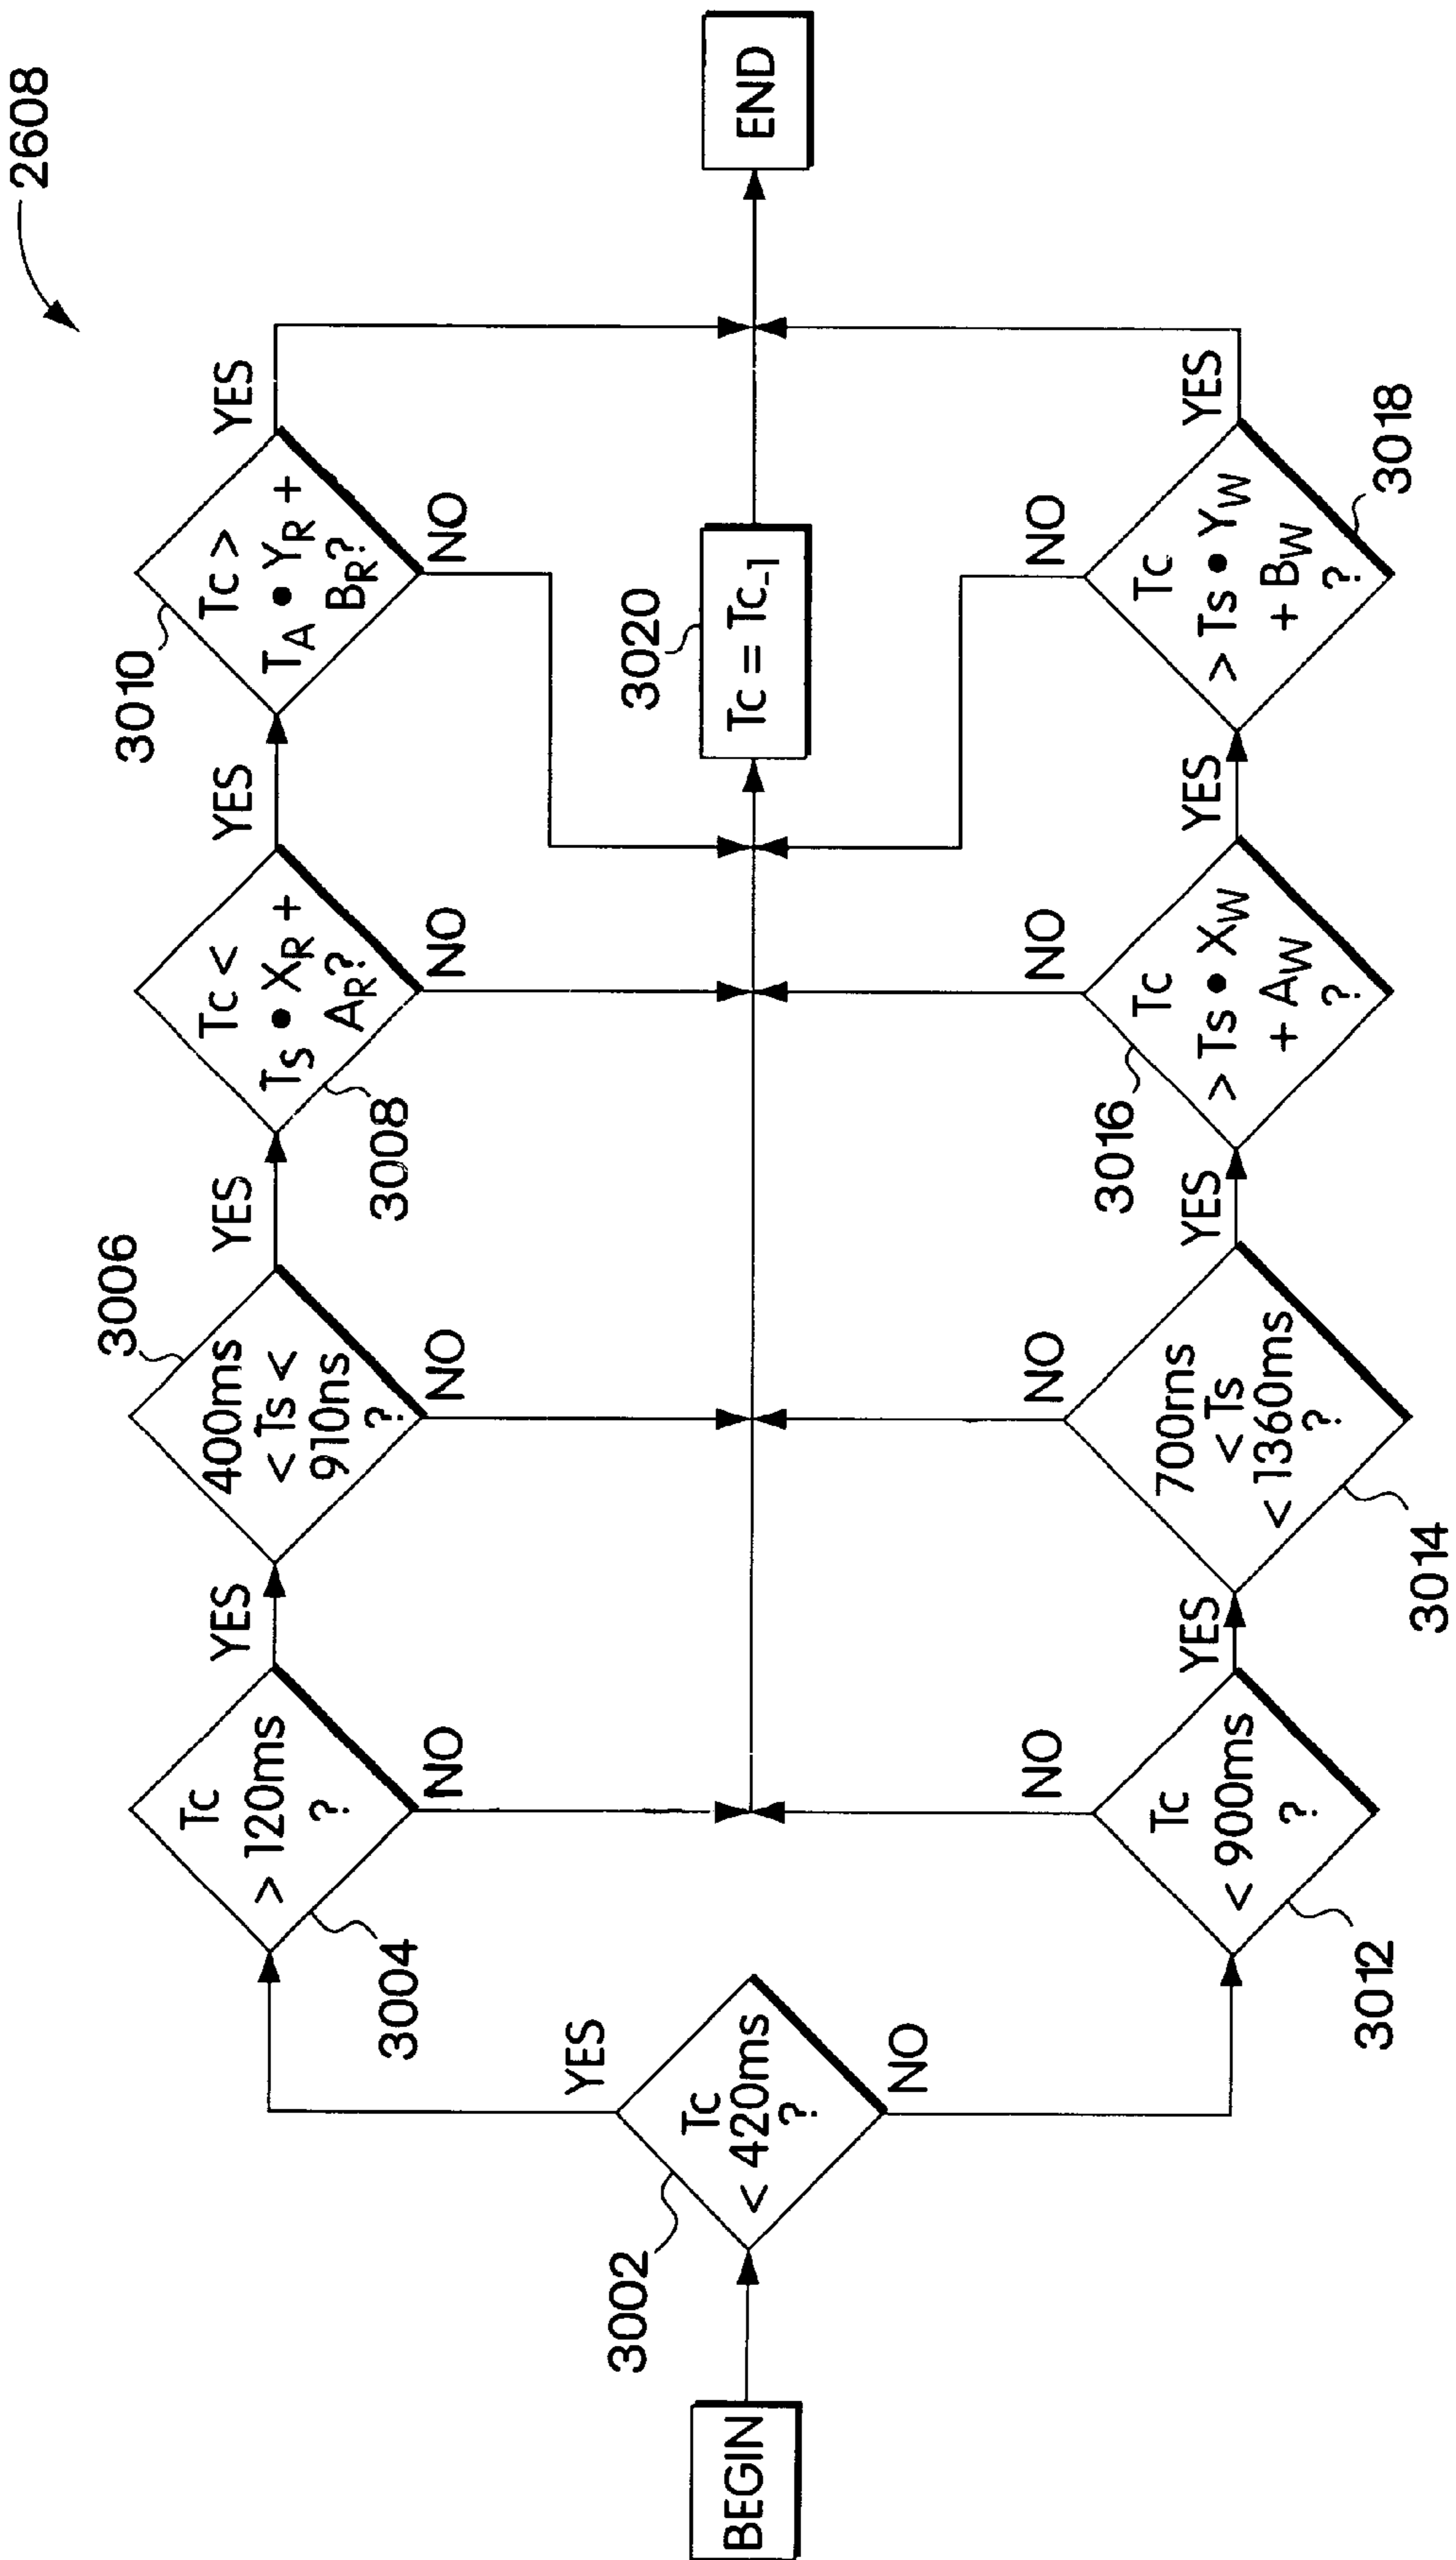 2608
BEGIN
3002
Tc
< 420ms
?
YES
NO
3004
Tc
> 120ms
?
YES
NO
3006
400ms
< Ts <
910ns
?
YES
NO
3008
Tc <
Ts • XR +
AR?
YES
NO
3010
Tc >
TA • YR +
BR?
YES
NO
3012
Tc
< 900ms
?
YES
NO
3014
700ms
< Ts
< 1360ms
?
YES
NO
3016
Tc
> Ts • XW
+ AW
?
YES
NO
3018
Tc
> Ts • YW
+ BW
?
YES
NO
3020
Tc = Tc-1
END